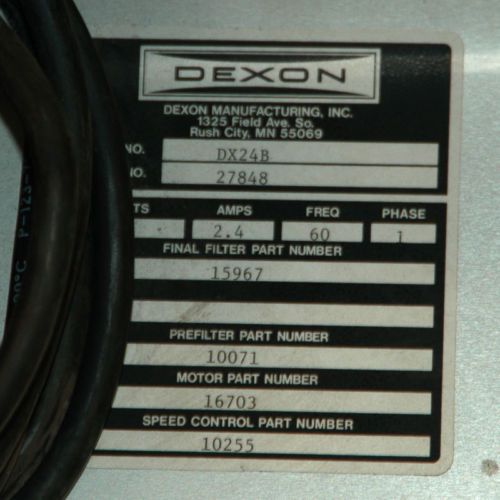 DEXON
DEXON MANUFACTURING, INC.
1325 Field Ave. So.
Rush City, MN 55069
NO. DX24B
NO. 27848
TS AMPS FREQ PHASE
2.4 60 1
FINAL FILTER PART NUMBER
15967
PREFILTER PART NUMBER
10071
MOTOR PART NUMBER
16703
SPEED CONTROL PART NUMBER
10255